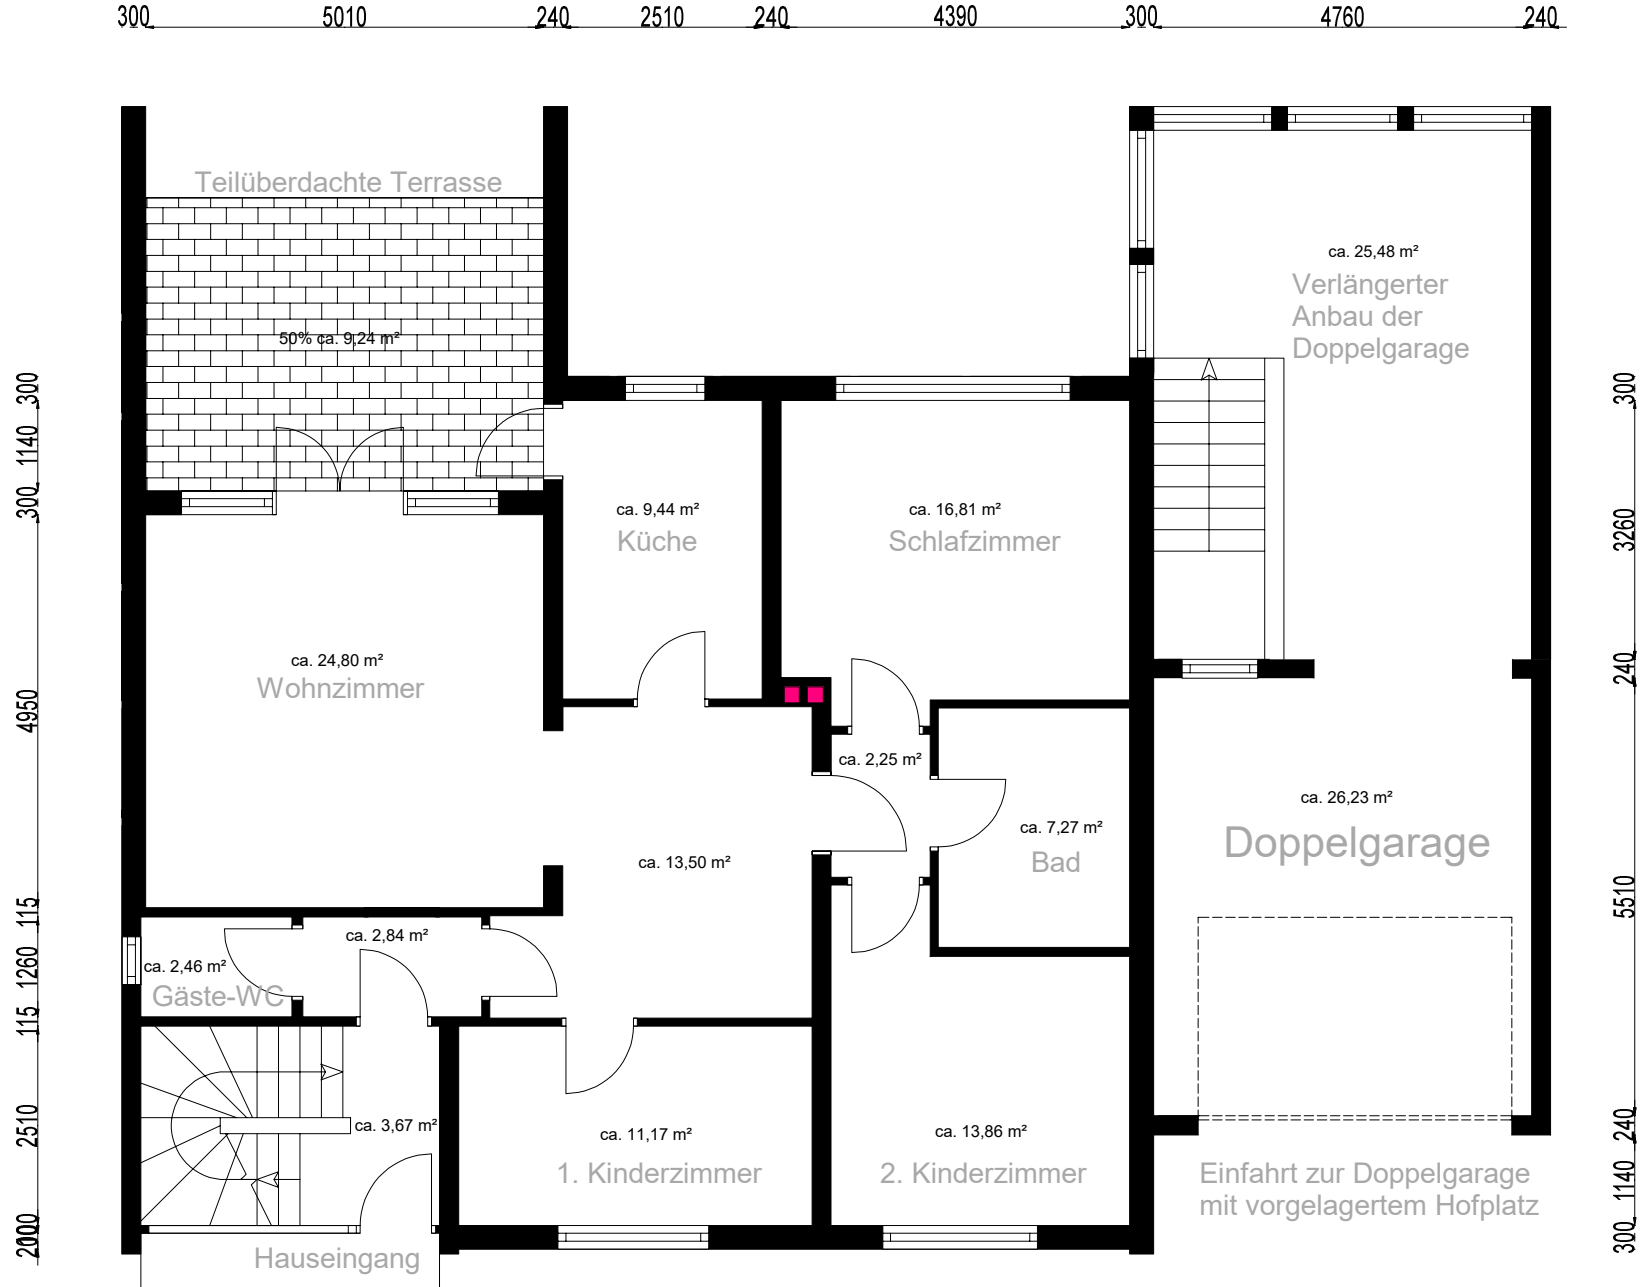 300 5010 240 2510 240 4390 300 4760 240
Teilüberdachte Terrasse
50% ca. 9,24 m²
ca. 25,48 m²
Verlängerter
Anbau der
Doppelgarage
ca. 9,44 m²
Küche
ca. 16,81 m²
Schlafzimmer
ca. 24,80 m²
Wohnzimmer
ca. 2,25 m²
ca. 26,23 m²
Doppelgarage
ca. 7,27 m²
Bad
ca. 13,50 m²
ca. 2,84 m²
ca. 2,46 m²
Gäste-WC
ca. 3,67 m²
ca. 11,17 m²
1. Kinderzimmer
ca. 13,86 m²
2. Kinderzimmer
Einfahrt zur Doppelgarage
mit vorgelagertem Hofplatz
Hauseingang
300
1140
300
4950
115
1260
115
2510
300
3260
240
5510
240
1140
300